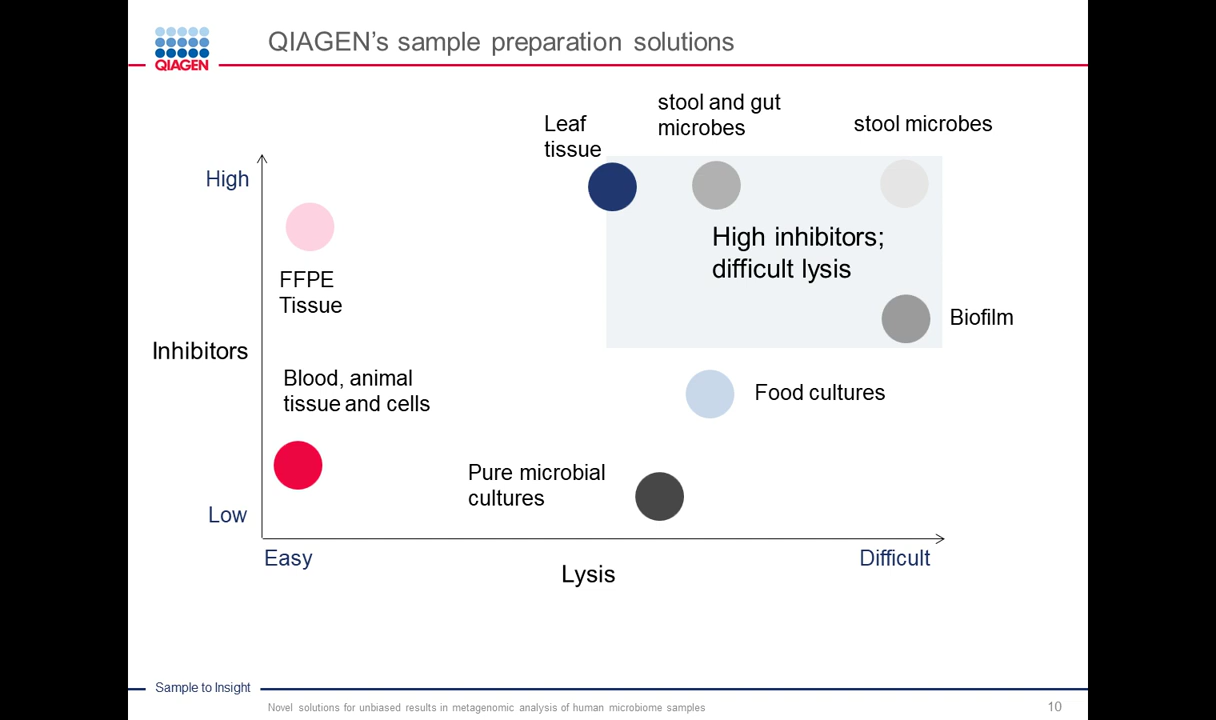 QIAGEN
QIAGEN’s sample preparation solutions
stool and gut
microbes
Leaf
tissue
stool microbes
High
High inhibitors;
difficult lysis
FFPE
Tissue
Biofilm
Inhibitors
Blood, animal
tissue and cells
Food cultures
Pure microbial
cultures
Low
Easy
Difficult
Lysis
Sample to Insight
Novel solutions for unbiased results in metagenomic analysis of human microbiome samples
10